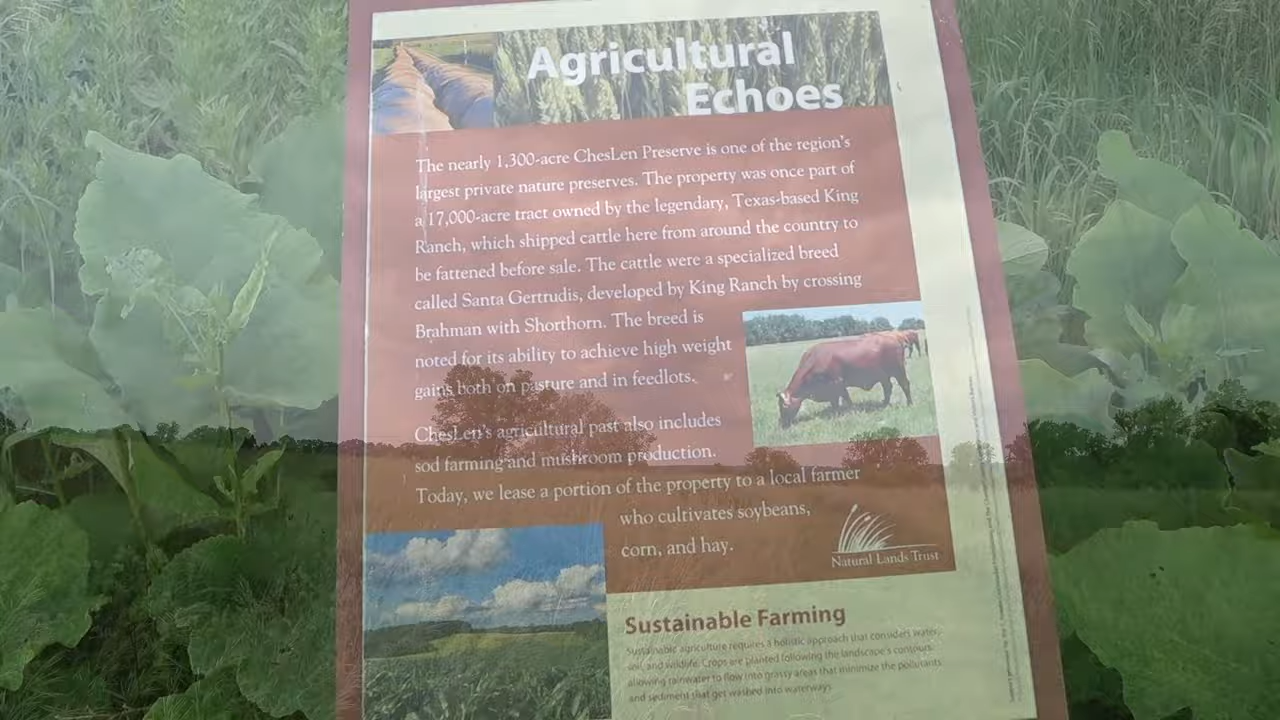 Agricultural
Echoes
The nearly 1,300-acre ChesLen Preserve is one of the region's
largest private nature preserves. The property was once part of
a 17,000-acre tract owned by the legendary, Texas-based King
Ranch, which shipped cattle here from around the country to
be fattened before sale. The cattle were a specialized breed
called Santa Gertrudis, developed by King Ranch by crossing
Brahman with Shorthorn. The breed is
noted for its ability to achieve high weight
gains both on pasture and in feedlots.
ChesLen's agricultural past also includes
sod farming and mushroom production.
Today, we lease a portion of the property to a local farmer
who cultivates soybeans,
corn, and hay.
Natural Lands Trust
Sustainable Farming
Sustainable agriculture requires a holistic approach that considers water,
soil, and wildlife. Crops are planted following the landscape's contours,
allowing rainwater to flow into grassy areas that minimize the pollutants
and sediment that get washed into waterways.